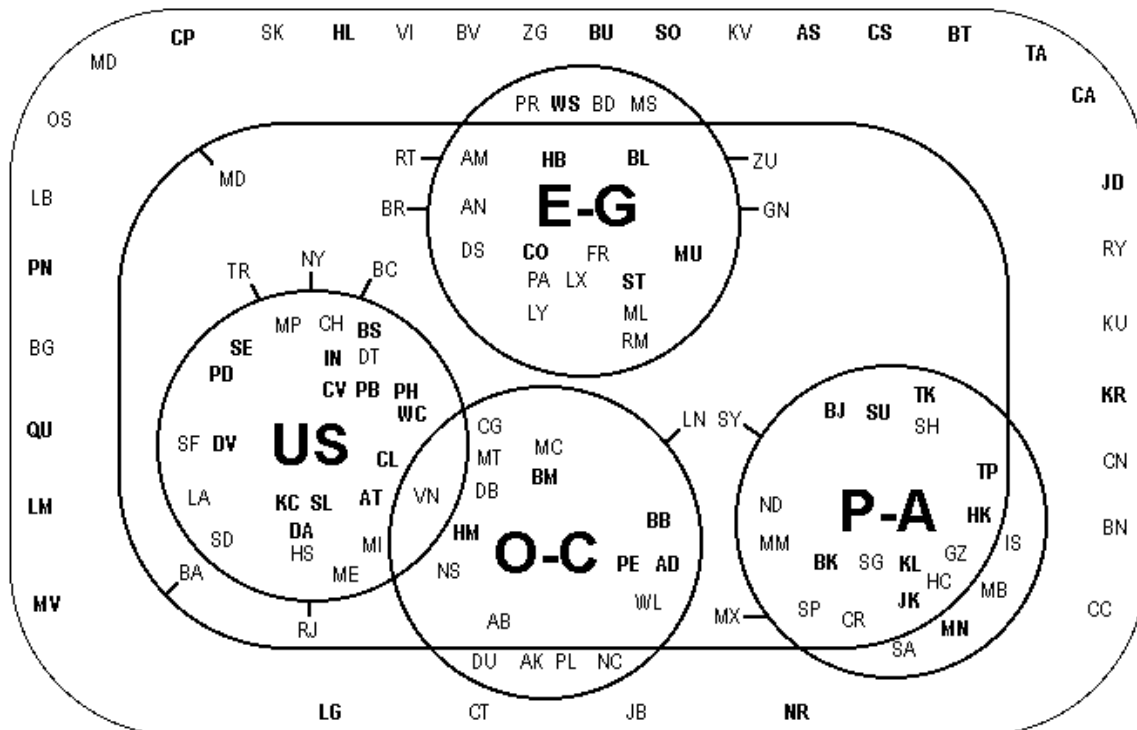 CP SK HL VI BV ZG BU SO KV AS CS BT
MD TA
CA
OS PR WS BD MS
RT AM HB BL ZU
MD JD
LB BR AN E-G GN
DS CO FR MU RY
PN TR NY BC PA LX ST
LY ML KU
MP CH BS RM
BG SE IN DT
PD CV PB PH KR
WC BJ SU TK
QU SF DV US CG LN SY SH
CL MT MC CN
LA KC SL AT VN DB BM TP
LM ND P-A HK
SD DA HM O-C BB MM IS BN
HS MI NS PE AD BK SG KL GZ
BA ME WL HC MB
MV RJ AB MX SP CR JK MN CC
DU AK PL NC SA
LG CT JB NR